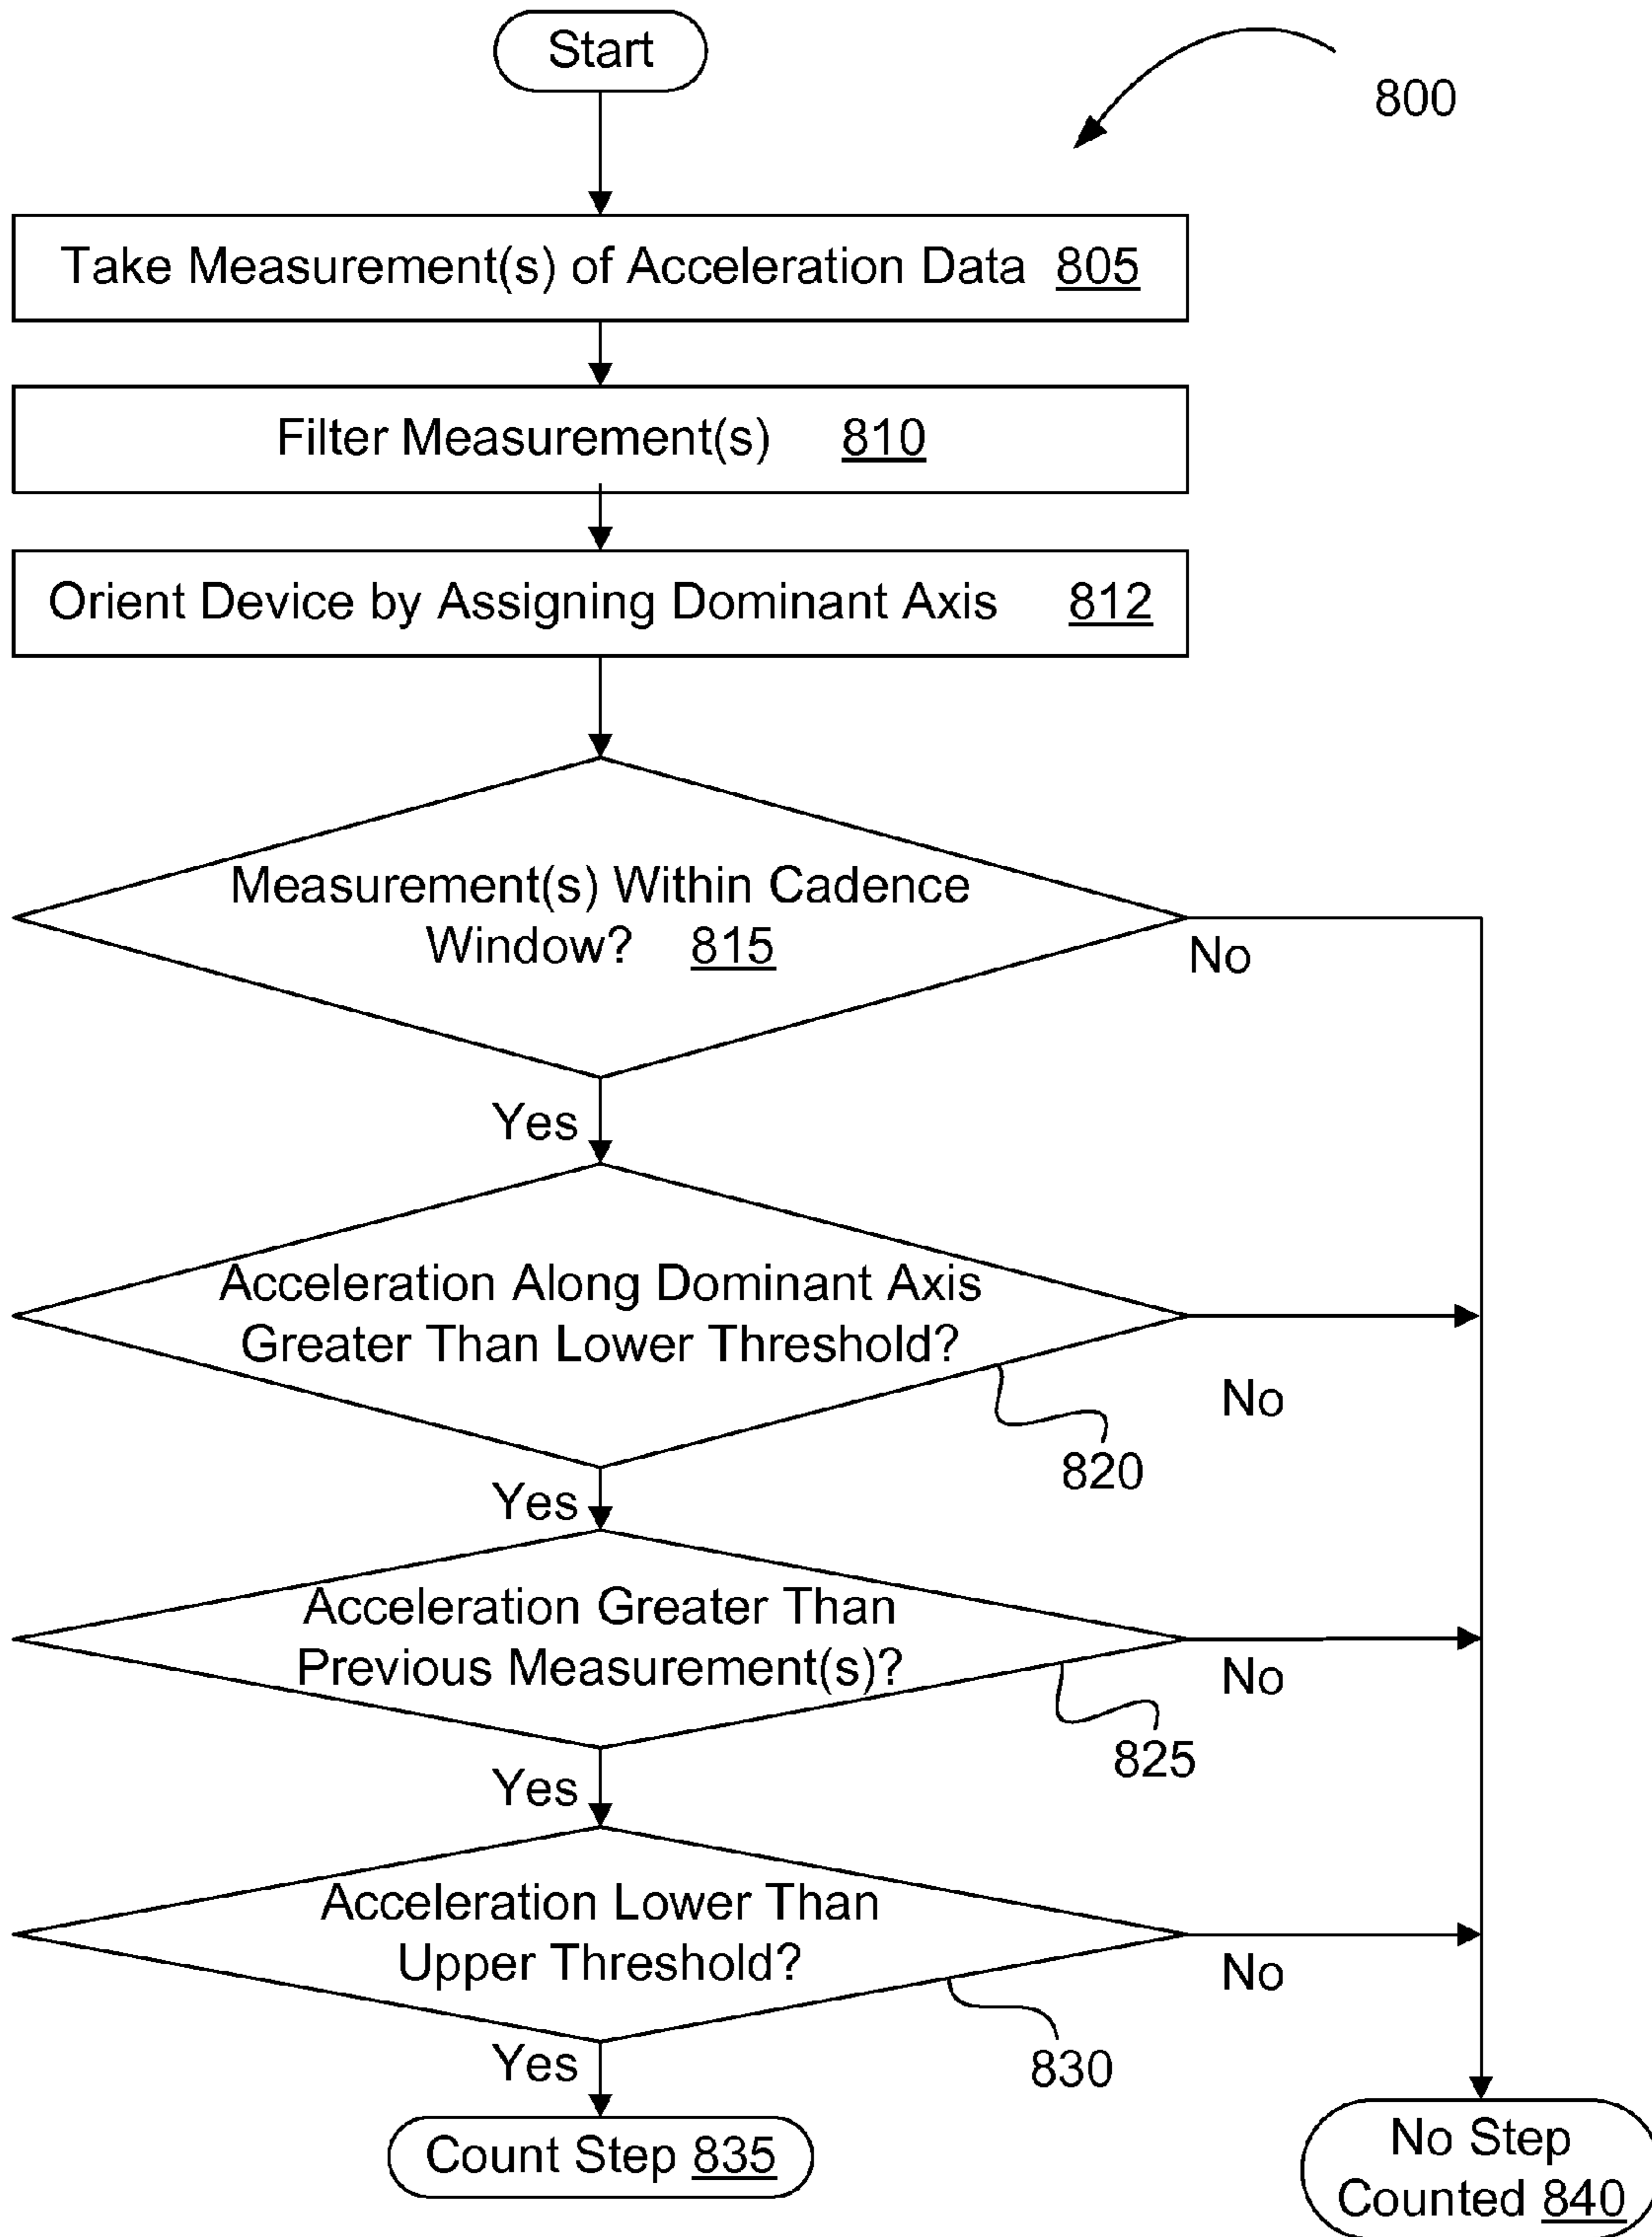 Start
800
Take Measurement(s) of Acceleration Data 805
Filter Measurement(s) 810
Orient Device by Assigning Dominant Axis 812
Measurement(s) Within Cadence
Window? 815
No
Yes
Acceleration Along Dominant Axis
Greater Than Lower Threshold?
No
820
Yes
Acceleration Greater Than
Previous Measurement(s)?
No
825
Yes
Acceleration Lower Than
Upper Threshold?
No
830
Yes
Count Step 835
No Step
Counted 840